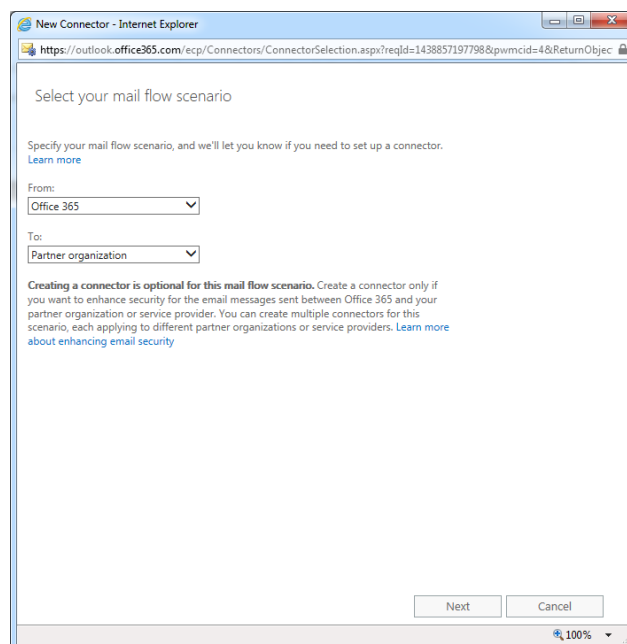 New Connector - Internet Explorer
https://outlook.office365.com/ecp/Connectors/ConnectorSelection.aspx?reqId=1438857197798&pwmcid=4&ReturnObjec
Select your mail flow scenario
Specify your mail flow scenario, and we'll let you know if you need to set up a connector.
Learn more
From:
Office 365
To:
Partner organization
Creating a connector is optional for this mail flow scenario. Create a connector only if
you want to enhance security for the email messages sent between Office 365 and your
partner organization or service provider. You can create multiple connectors for this
scenario, each applying to different partner organizations or service providers. Learn more
about enhancing email security
Next
Cancel
100%